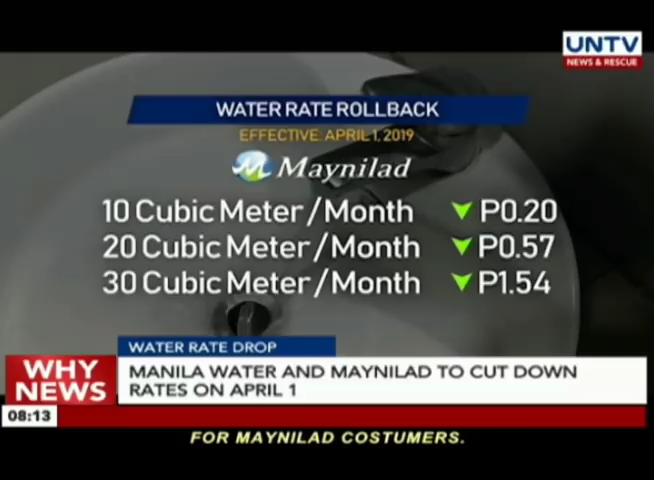 UNTV
NEWS & RESCUE
WATER RATE ROLLBACK
EFFECTIVE: APRIL 1, 2019
Maynilad
10 Cubic Meter / Month P0.20
20 Cubic Meter / Month P0.57
30 Cubic Meter / Month P1.54
WATER RATE DROP
WHY NEWS
MANILA WATER AND MAYNILAD TO CUT DOWN
RATES ON APRIL 1
08:13
FOR MAYNILAD COSTUMERS.